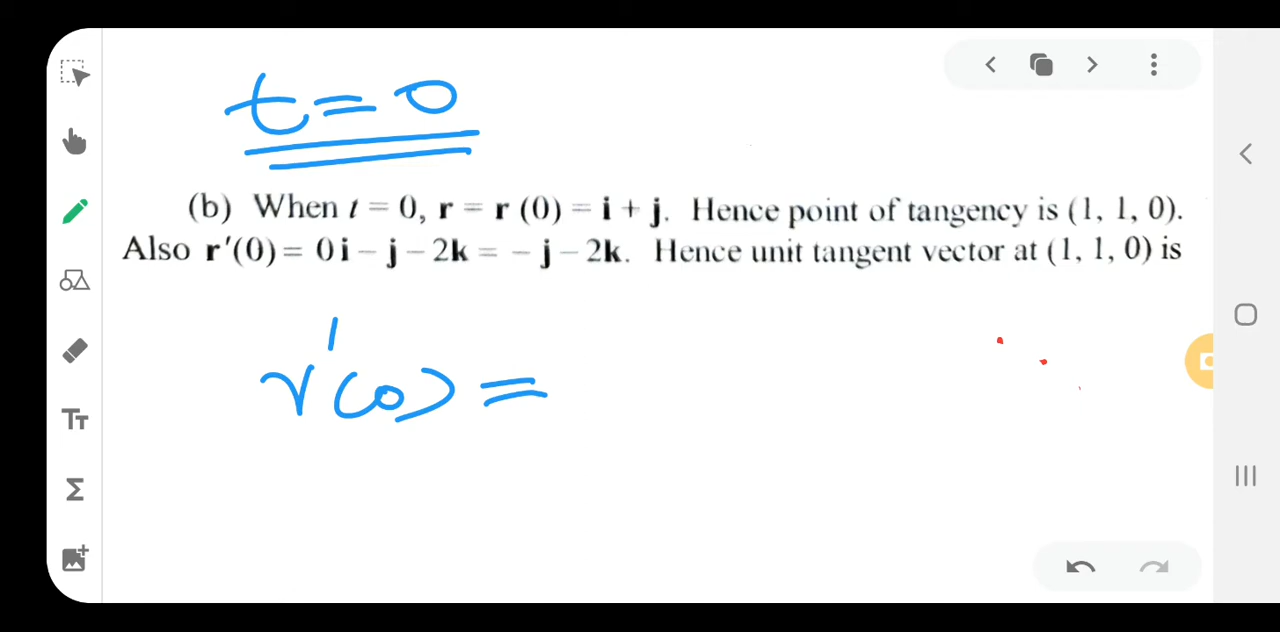 t = 0
(b) When t = 0, r = r (0) = i + j. Hence point of tangency is (1, 1, 0).
Also r′(0) = 0i – j – 2k = – j – 2k. Hence unit tangent vector at (1, 1, 0) is
r'(0) =